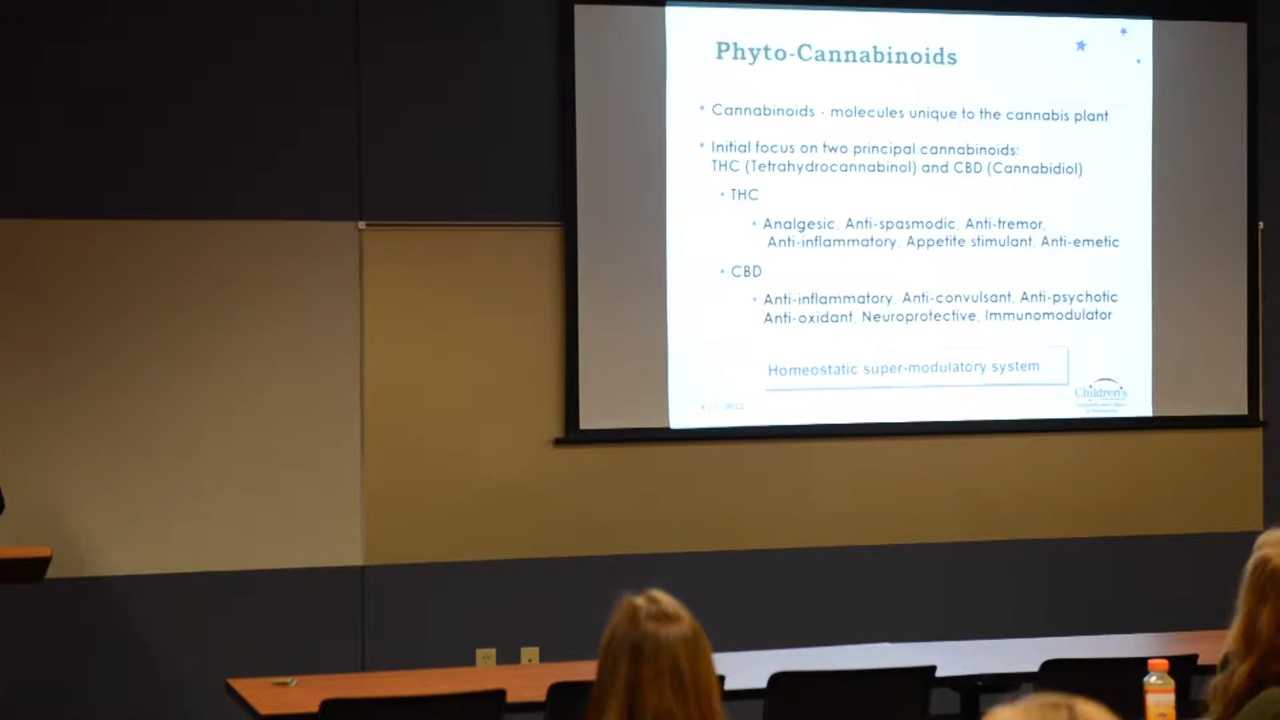 Phyto-Cannabinoids
Cannabinoids - molecules unique to the cannabis plant
Initial focus on two principal cannabinoids:
THC (Tetrahydrocannabinol) and CBD (Cannabidiol)
THC
Analgesic, Anti-spasmodic, Anti-tremor,
Anti-inflammatory, Appetite stimulant, Anti-emetic
CBD
Anti-inflammatory, Anti-convulsant, Anti-psychotic
Anti-oxidant, Neuroprotective, Immunomodulator
Homeostatic super-modulatory system
Children's